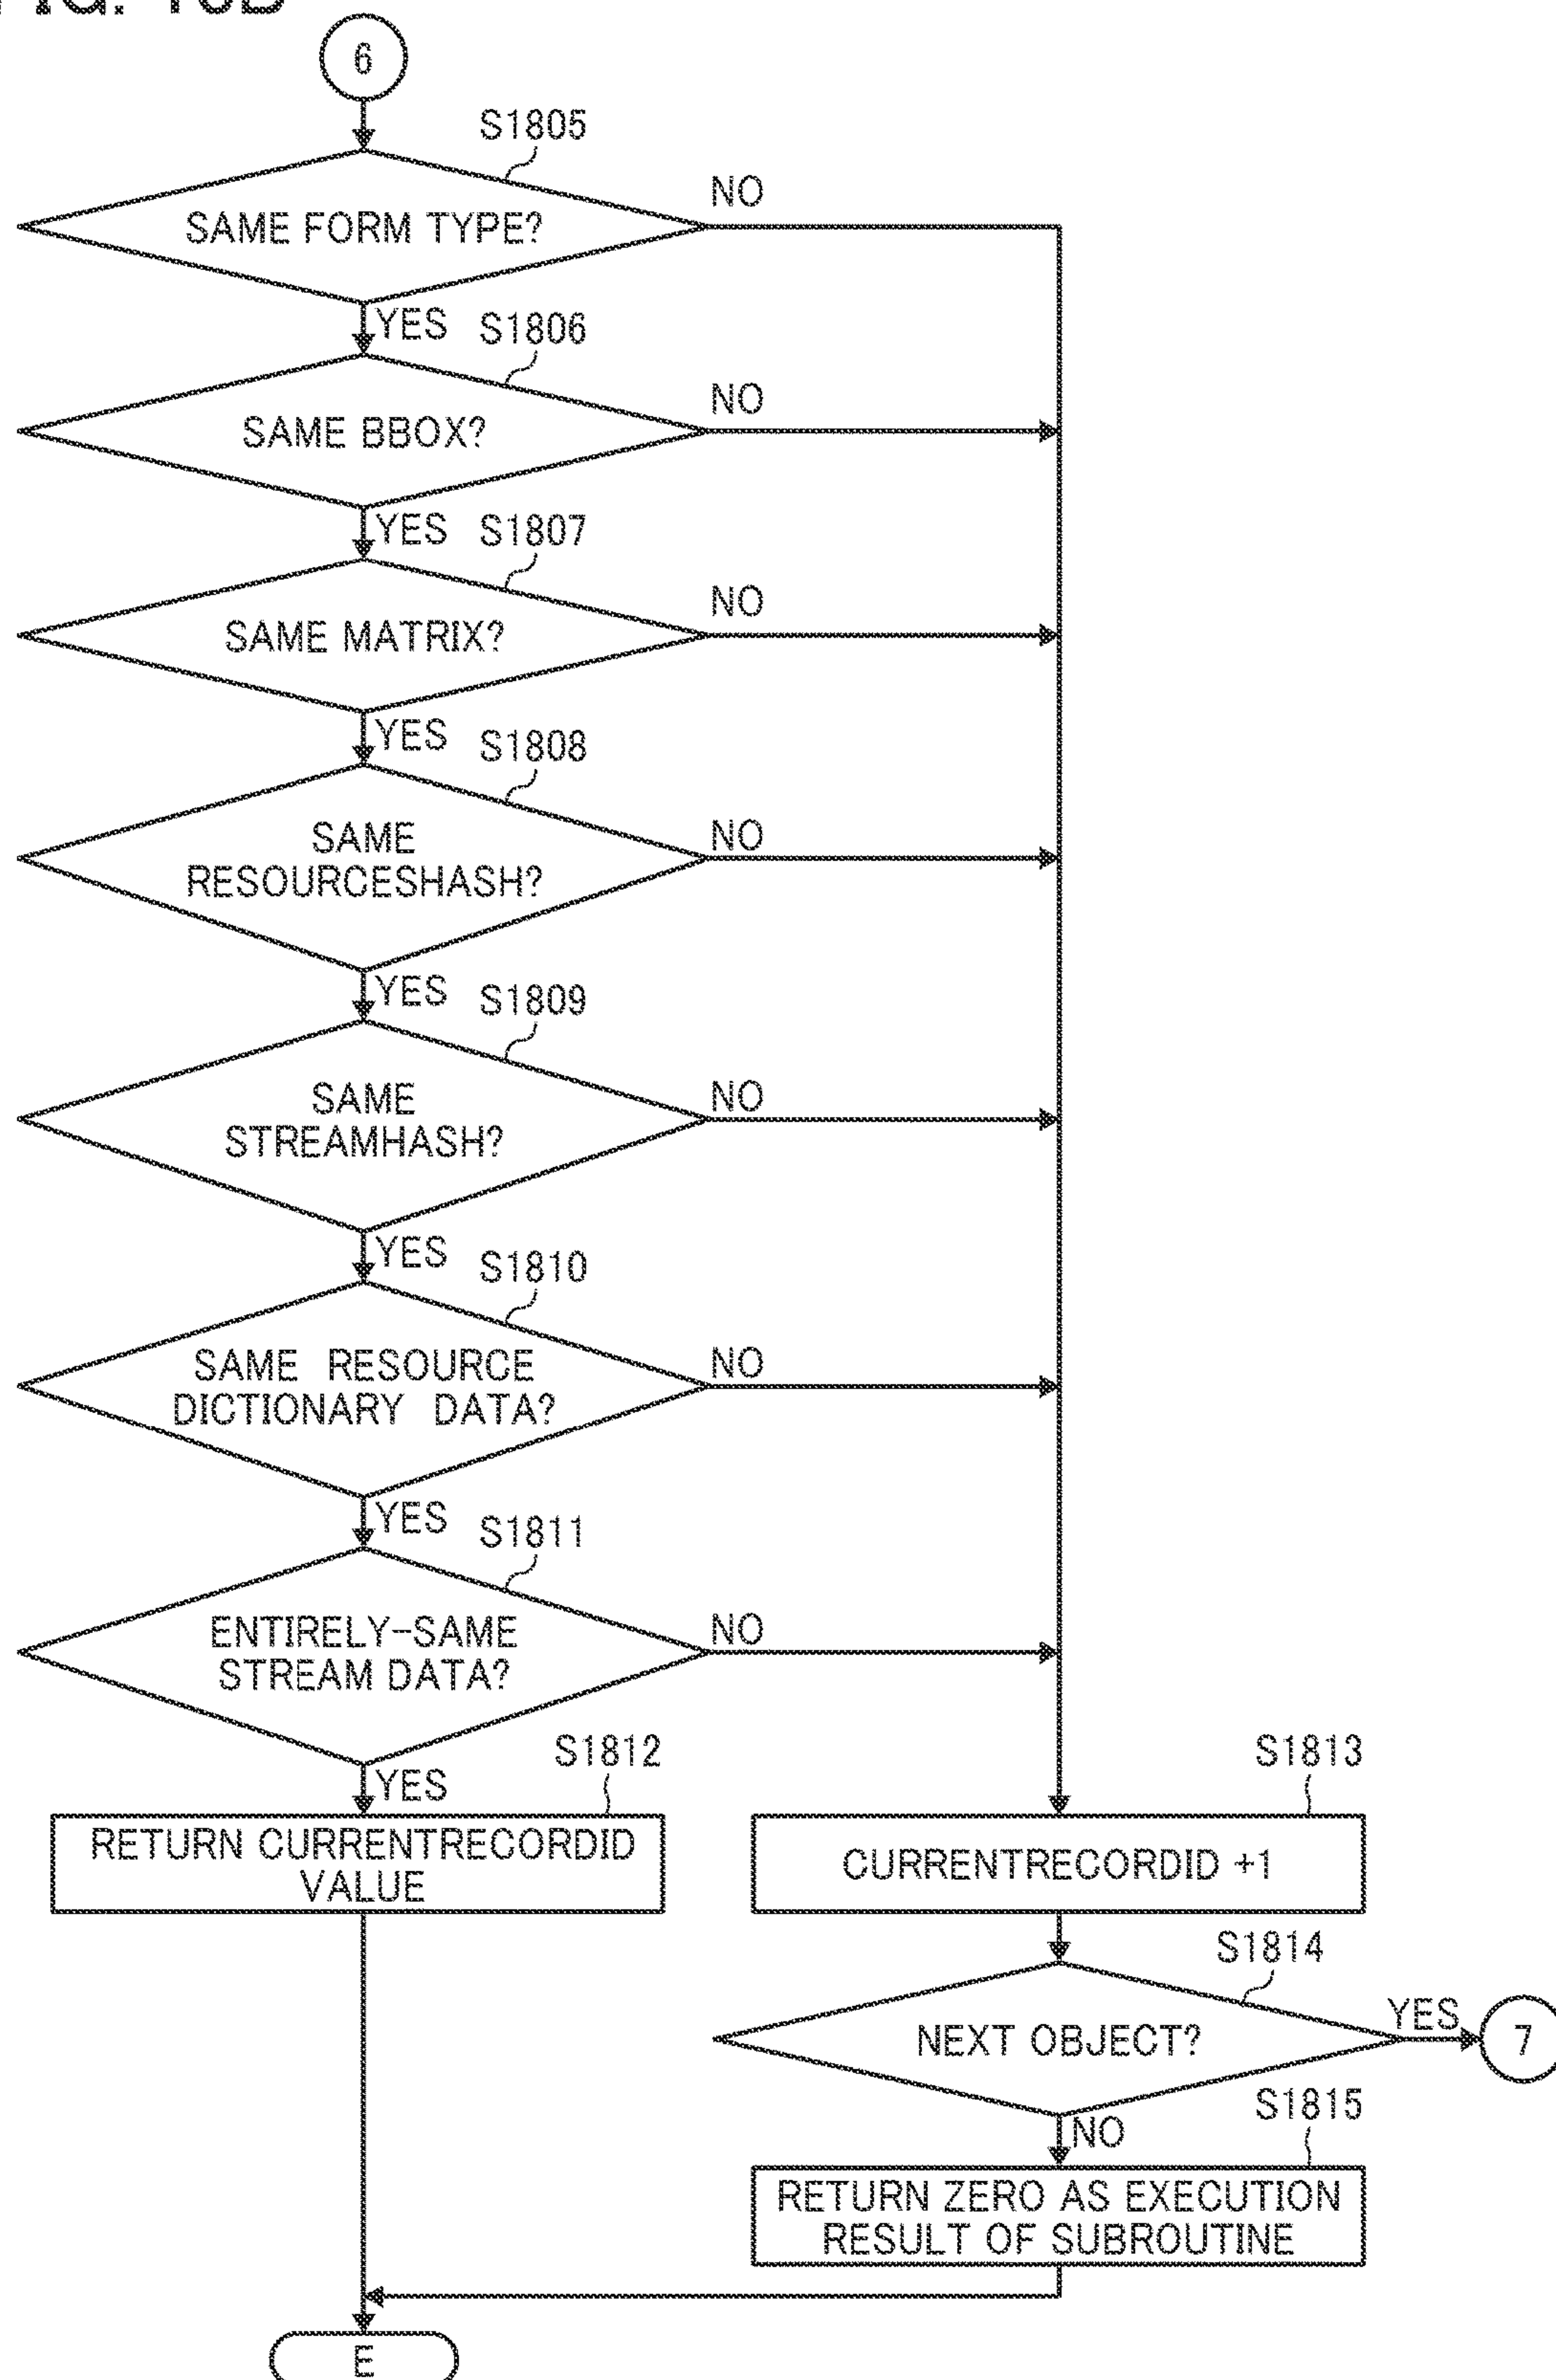 6
S1805
SAME FORM TYPE?
NO
YES
S1806
SAME BBOX?
NO
YES
S1807
SAME MATRIX?
NO
YES
S1808
SAME
RESOURCESHASH?
NO
YES
S1809
SAME
STREAMHASH?
NO
YES
S1810
SAME RESOURCE
DICTIONARY DATA?
NO
YES
S1811
ENTIRELY-SAME
STREAM DATA?
NO
YES
S1812
RETURN CURRENTRECORDID
VALUE
S1813
CURRENTRECORDID +1
S1814
NEXT OBJECT?
YES
7
NO
S1815
RETURN ZERO AS EXECUTION
RESULT OF SUBROUTINE
E